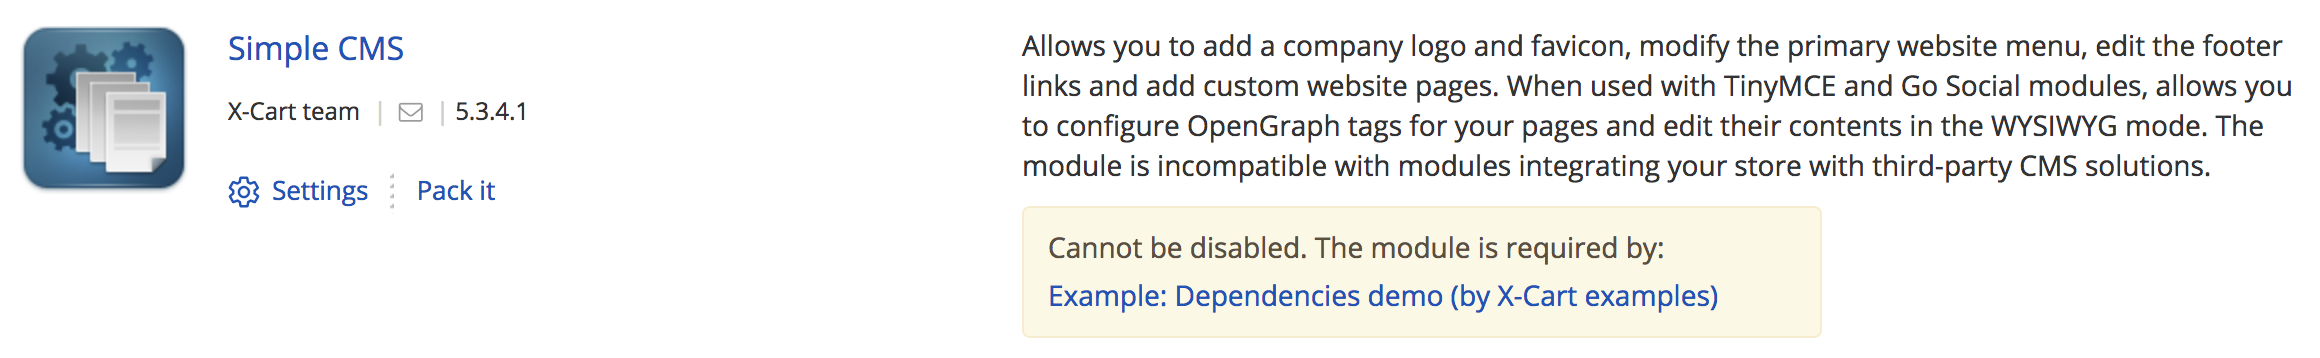 Simple CMS
X-Cart team
5.3.4.1
Settings
Pack it
Allows you to add a company logo and favicon, modify the primary website menu, edit the footer
links and add custom website pages. When used with TinyMCE and Go Social modules, allows you
to configure OpenGraph tags for your pages and edit their contents in the WYSIWYG mode. The
module is incompatible with modules integrating your store with third-party CMS solutions.
Cannot be disabled. The module is required by:
Example: Dependencies demo (by X-Cart examples)